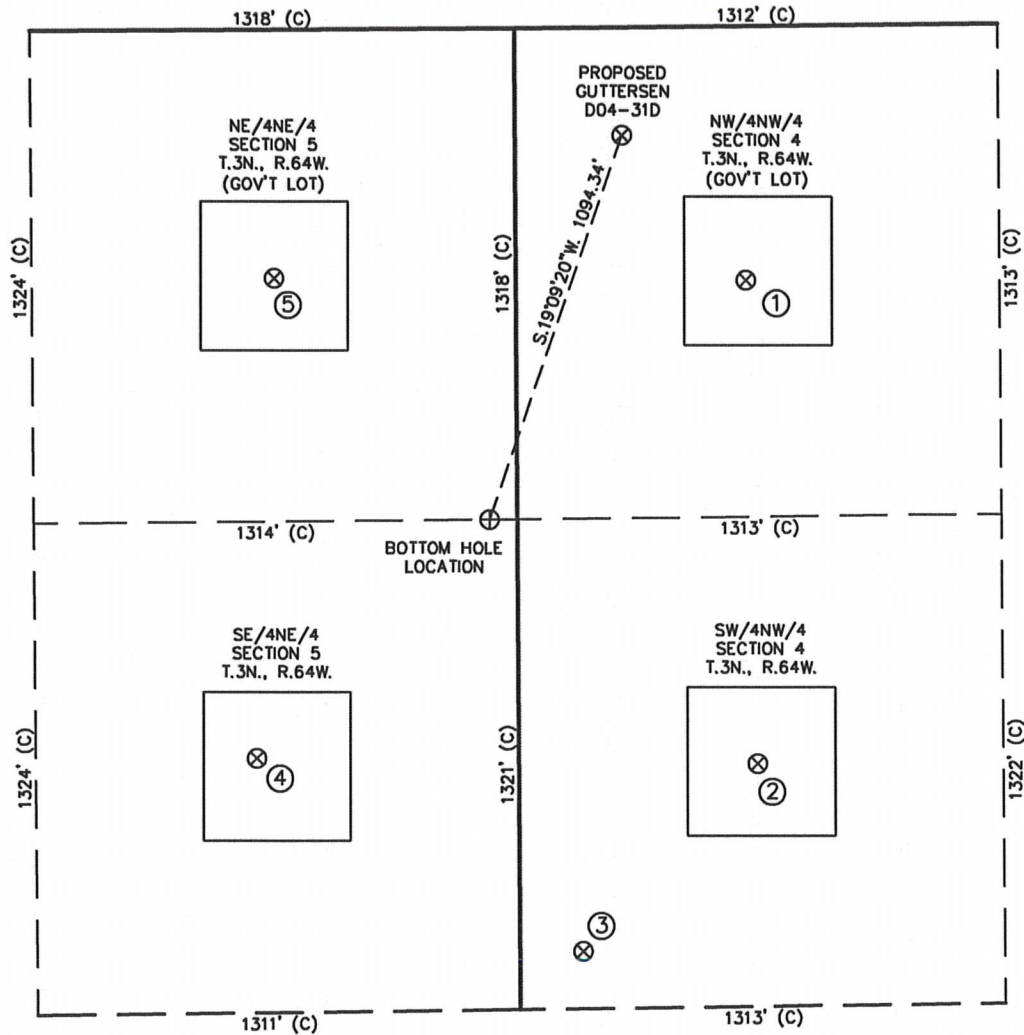 1318' (C)
1312' (C)
PROPOSED
GUTTERSEN
D04-31D
NE/4NE/4
SECTION 5
T.3N., R.64W.
(GOV'T LOT)
NW/4NW/4
SECTION 4
T.3N., R.64W.
(GOV'T LOT)
S.19°09'20"W. 1094.34'
1324' (C)
1318' (C)
1313' (C)
5
1
1314' (C)
1313' (C)
BOTTOM HOLE
LOCATION
SE/4NE/4
SECTION 5
T.3N., R.64W.
SW/4NW/4
SECTION 4
T.3N., R.64W.
1324' (C)
1321' (C)
1322' (C)
4
2
3
1311' (C)
1313' (C)